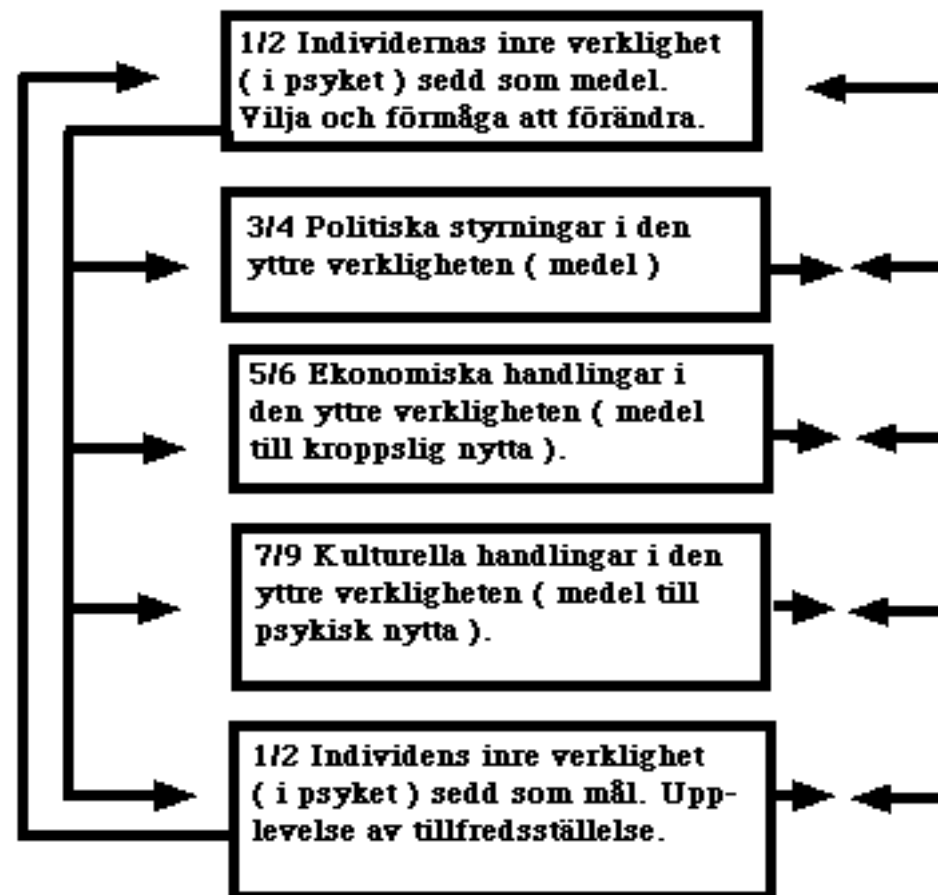 1/2 Individernas inre verklighet
( i psyket ) sedd som medel.
Vilja och förmåga att förändra.
3/4 Politiska styrningar i den
yttre verkligheten ( medel )
5/6 Ekonomiska handlingar i
den yttre verkligheten ( medel
till kroppslig nytta ).
7/9 Kulturella handlingar i den
yttre verkligheten ( medel till
psykisk nytta ).
1/2 Individens inre verklighet
( i psyket ) sedd som mål. Upp-
levelse av tillfredsställelse.